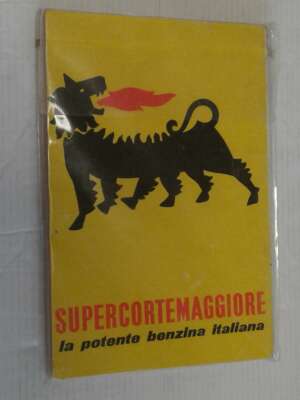 SUPERCORTEMAGGIORE
la potente benzina italiana